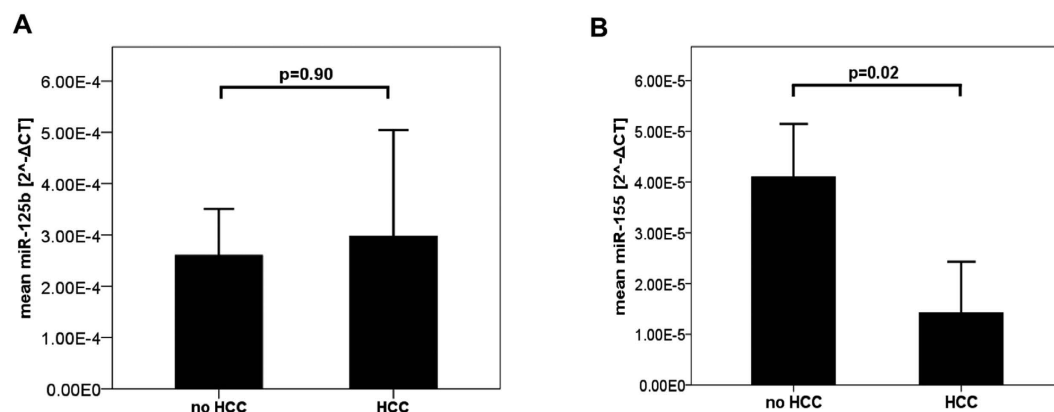 A
p=0.90
6.00E-4
5.00E-4
4.00E-4
3.00E-4
2.00E-4
1.00E-4
0.00E0
mean miR-125b [2^-ΔCT]
no HCC
HCC
B
p=0.02
6.00E-5
5.00E-5
4.00E-5
3.00E-5
2.00E-5
1.00E-5
0.00E0
mean miR-155 [2^-ΔCT]
no HCC
HCC